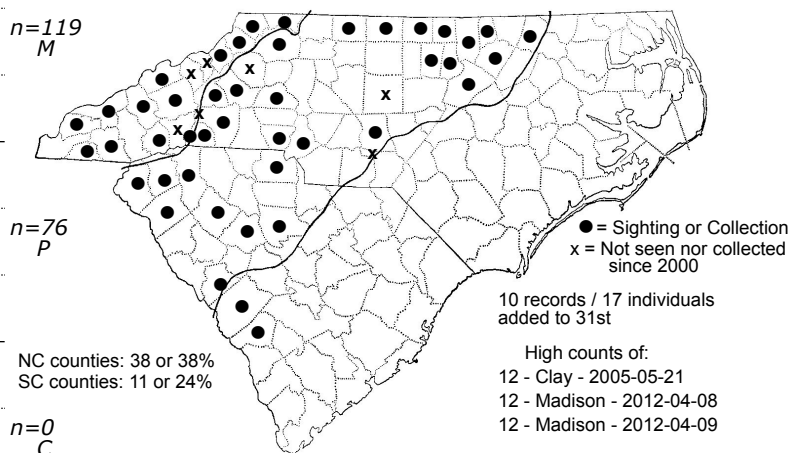 n=119
M
n=76
P
n=0
C
● = Sighting or Collection
x = Not seen nor collected
since 2000
10 records / 17 individuals
added to 31st
High counts of:
12 - Clay - 2005-05-21
12 - Madison - 2012-04-08
12 - Madison - 2012-04-09
NC counties: 38 or 38%
SC counties: 11 or 24%